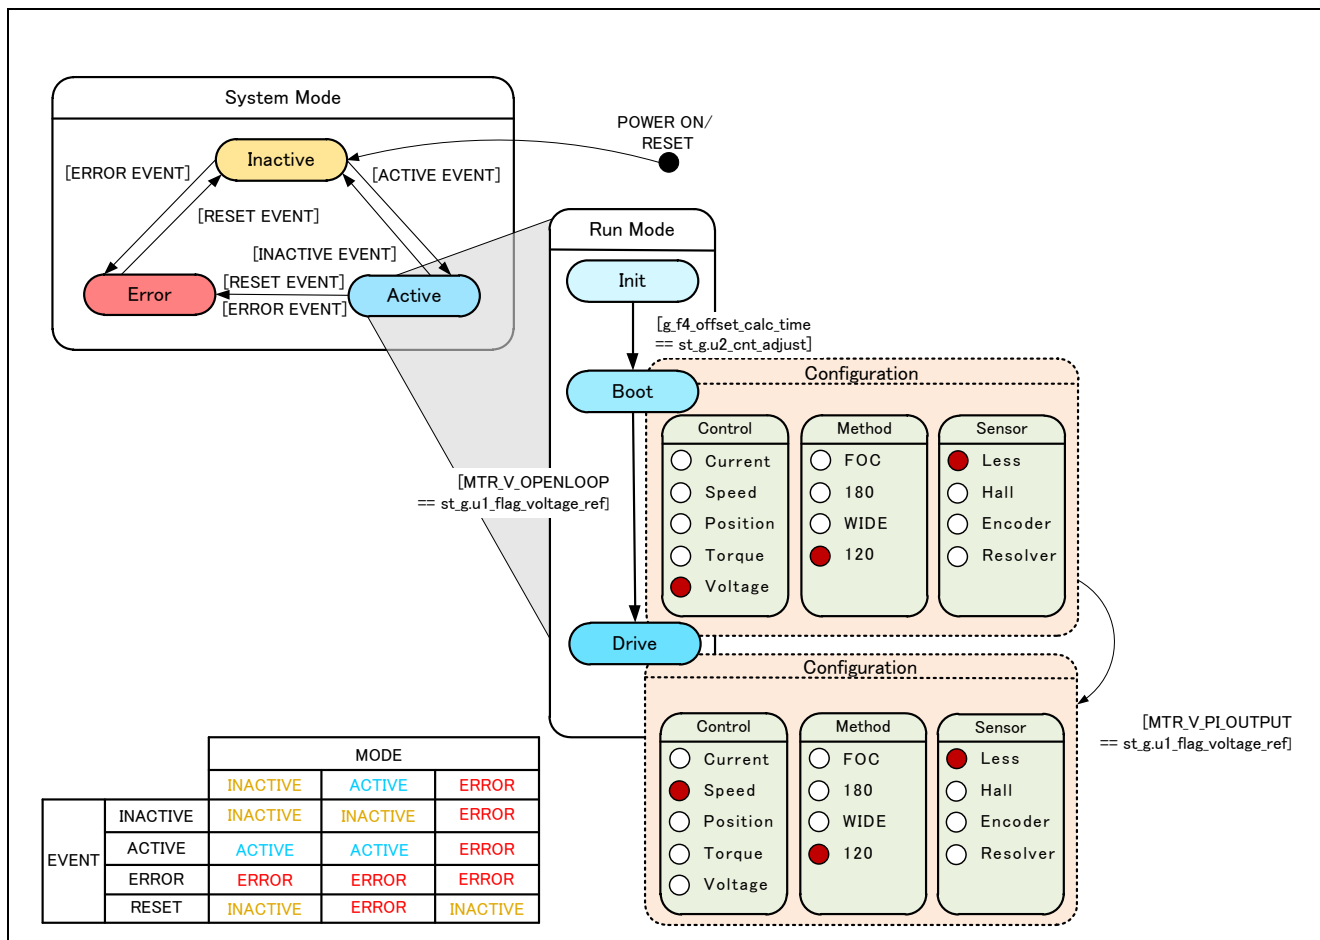 System Mode
POWER ON/
RESET
Inactive
[ERROR EVENT]
[ACTIVE EVENT]
[RESET EVENT]
[INACTIVE EVENT]
[RESET EVENT]
Error
Active
[ERROR EVENT]
Run Mode
Init
[g_f4_offset_calc_time
== st_g.u2_cnt_adjust]
Boot
Configuration
Control
Current
Speed
Position
Torque
Voltage
Method
FOC
180
WIDE
120
Sensor
Less
Hall
Encoder
Resolver
[MTR_V_OPENLOOP
== st_g.u1_flag_voltage_ref]
Drive
Configuration
Control
Current
Speed
Position
Torque
Voltage
Method
FOC
180
WIDE
120
Sensor
Less
Hall
Encoder
Resolver
[MTR_V_PI_OUTPUT
== st_g.u1_flag_voltage_ref]
MODE
INACTIVE ACTIVE ERROR
EVENT
INACTIVE INACTIVE INACTIVE ERROR
ACTIVE ACTIVE ACTIVE ERROR
ERROR ERROR ERROR ERROR
RESET INACTIVE ERROR INACTIVE